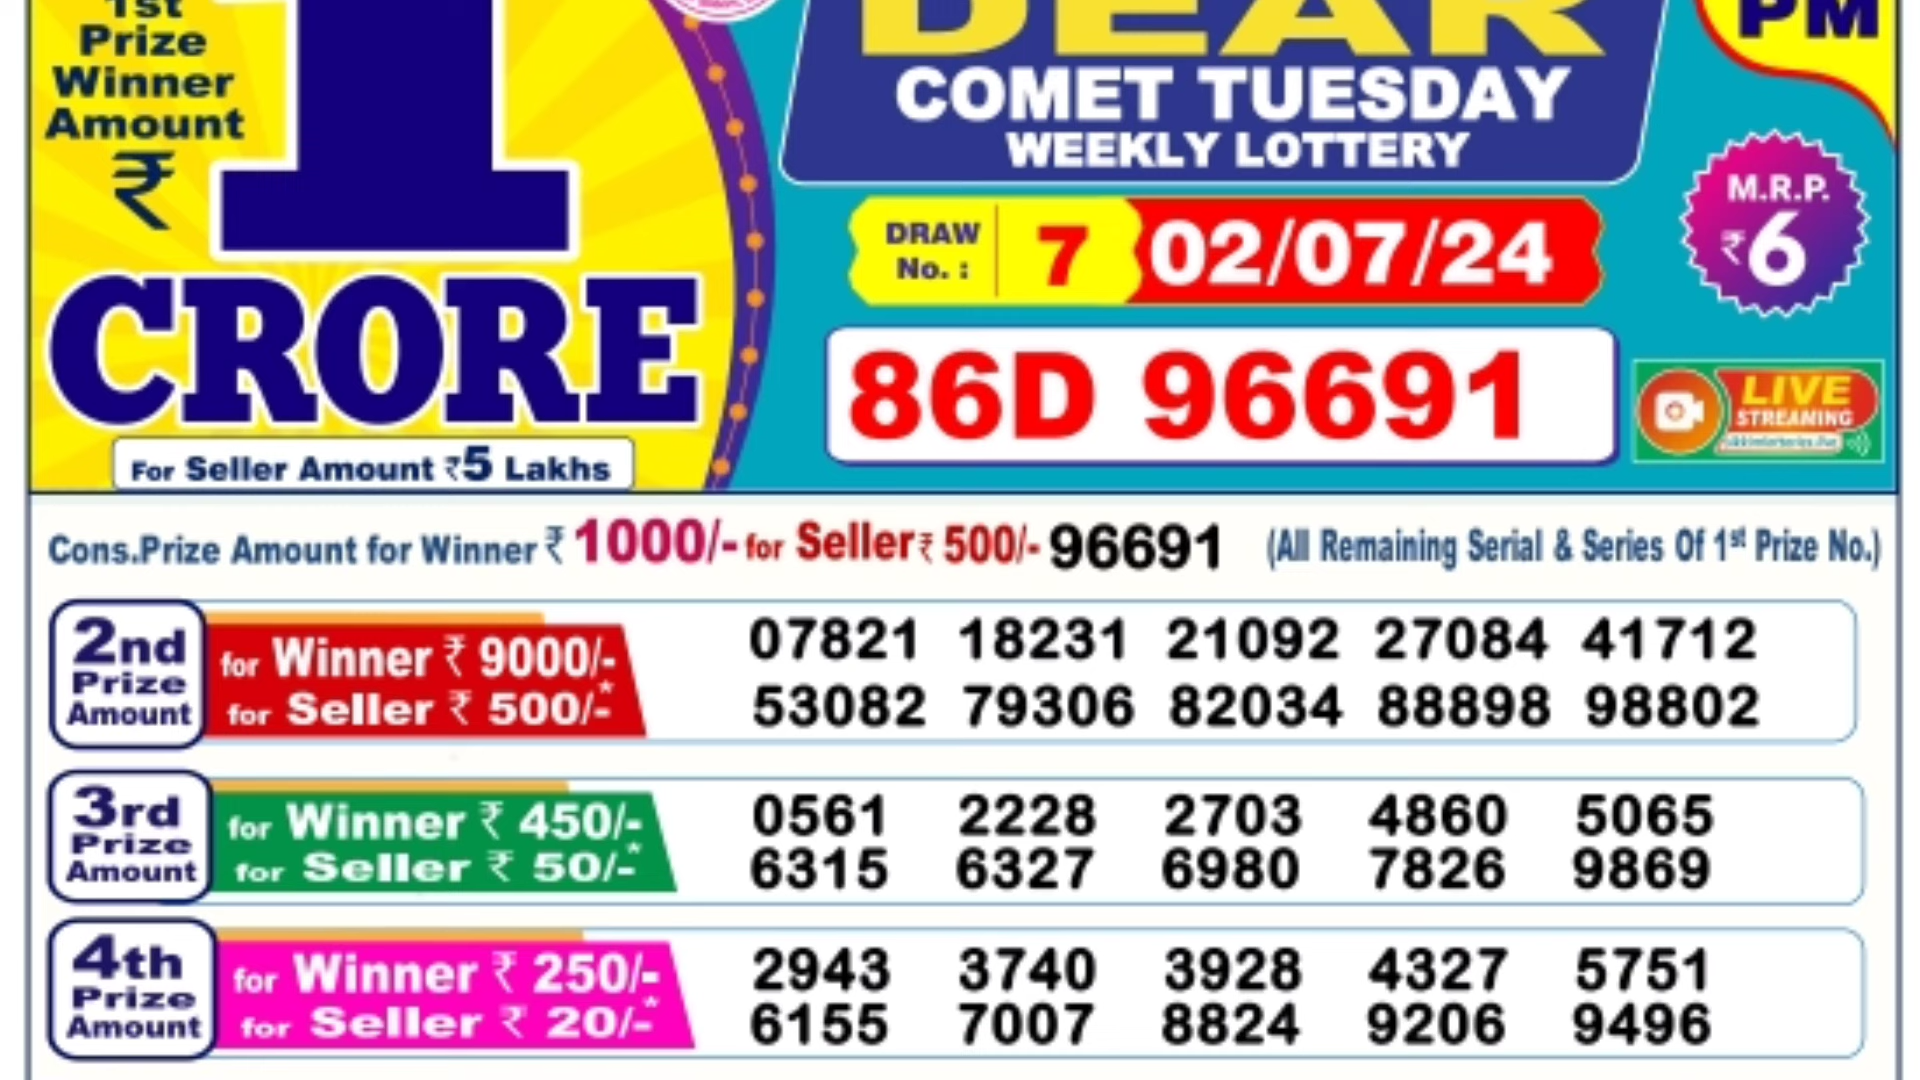 1st
Prize
Winner
Amount
₹
1
CRORE
For Seller Amount ₹5 Lakhs
DEAR
COMET TUESDAY
WEEKLY LOTTERY
PM
M.R.P.
₹6
DRAW
No. :
7
02/07/24
86D 96691
LIVE
STREAMING
Cons.Prize Amount for Winner ₹ 1000/- for Seller ₹ 500/- 96691 (All Remaining Serial & Series Of 1st Prize No.)
2nd
Prize
Amount
for Winner ₹ 9000/-
for Seller ₹ 500/-*
07821 18231 21092 27084 41712
53082 79306 82034 88898 98802
3rd
Prize
Amount
for Winner ₹ 450/-
for Seller ₹ 50/-*
0561 2228 2703 4860 5065
6315 6327 6980 7826 9869
4th
Prize
Amount
for Winner ₹ 250/-
for Seller ₹ 20/-*
2943 3740 3928 4327 5751
6155 7007 8824 9206 9496